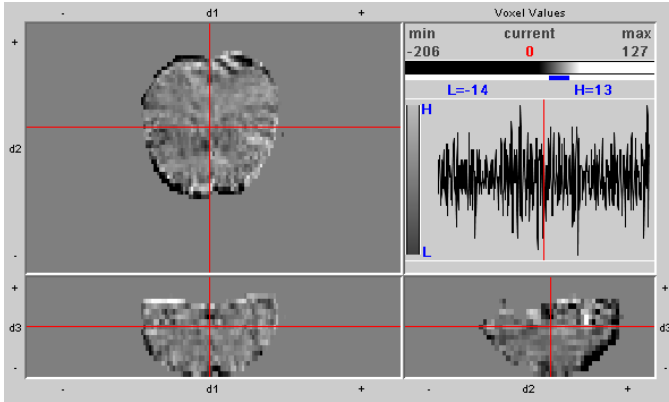 - d1 + Voxel Values
+ min current max
-206 0 127
L=-14 H=13
H
d2
L
-
+ + +
d3 d3
- - -
- d1 + - d2 +